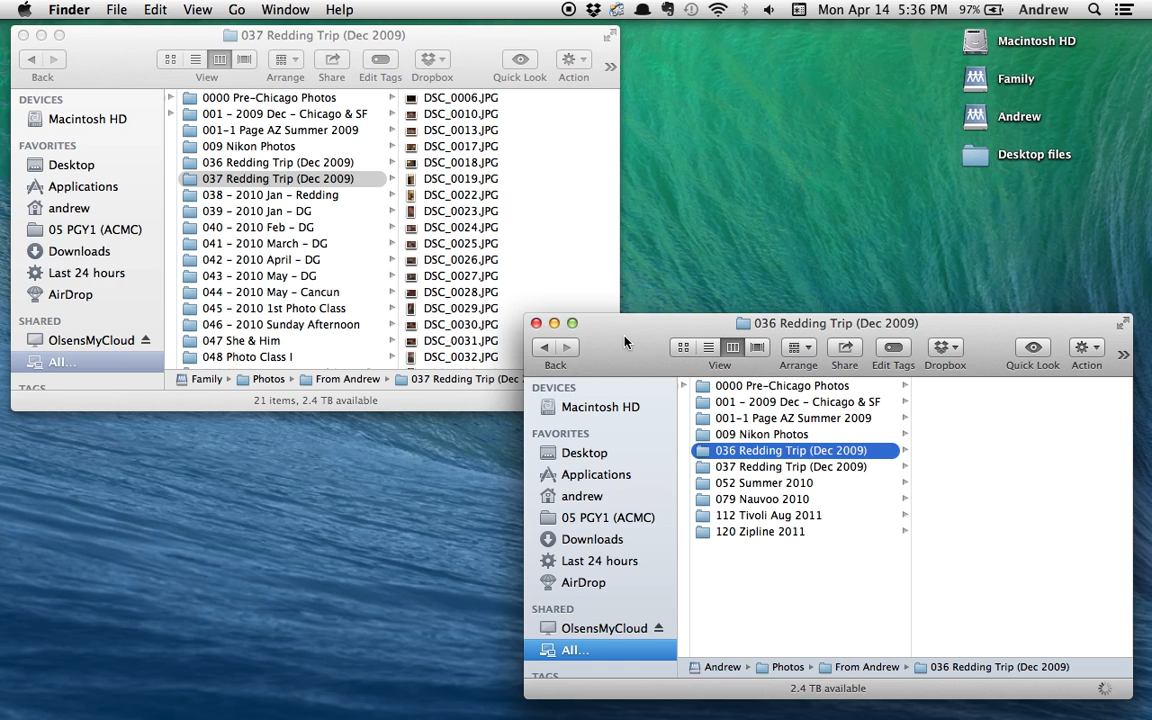 Finder File Edit View Go Window Help Mon Apr 14 5:36 PM 97% Andrew
037 Redding Trip (Dec 2009)
Back View Arrange Share Edit Tags Dropbox Quick Look Action
DEVICES
Macintosh HD
FAVORITES
Desktop
Applications
andrew
05 PGY1 (ACMC)
Downloads
Last 24 hours
AirDrop
SHARED
OlsensMyCloud
All...
TAGS
0000 Pre-Chicago Photos
001 - 2009 Dec - Chicago & SF
001-1 Page AZ Summer 2009
009 Nikon Photos
036 Redding Trip (Dec 2009)
037 Redding Trip (Dec 2009)
038 - 2010 Jan - Redding
039 - 2010 Jan - DG
040 - 2010 Feb - DG
041 - 2010 March - DG
042 - 2010 April - DG
043 - 2010 May - DG
044 - 2010 May - Cancun
045 - 2010 1st Photo Class
046 - 2010 Sunday Afternoon
047 She & Him
048 Photo Class I
DSC_0006.JPG
DSC_0010.JPG
DSC_0013.JPG
DSC_0017.JPG
DSC_0018.JPG
DSC_0019.JPG
DSC_0022.JPG
DSC_0023.JPG
DSC_0024.JPG
DSC_0025.JPG
DSC_0026.JPG
DSC_0027.JPG
DSC_0028.JPG
DSC_0029.JPG
DSC_0030.JPG
DSC_0031.JPG
DSC_0032.JPG
Family Photos From Andrew 037 Redding Trip (Dec 2
21 items, 2.4 TB available
Macintosh HD
Family
Andrew
Desktop files
036 Redding Trip (Dec 2009)
Back View Arrange Share Edit Tags Dropbox Quick Look Action
DEVICES
Macintosh HD
FAVORITES
Desktop
Applications
andrew
05 PGY1 (ACMC)
Downloads
Last 24 hours
AirDrop
SHARED
OlsensMyCloud
All...
TAGS
0000 Pre-Chicago Photos
001 - 2009 Dec - Chicago & SF
001-1 Page AZ Summer 2009
009 Nikon Photos
036 Redding Trip (Dec 2009)
037 Redding Trip (Dec 2009)
052 Summer 2010
079 Nauvoo 2010
112 Tivoli Aug 2011
120 Zipline 2011
Andrew Photos From Andrew 036 Redding Trip (Dec 2009)
2.4 TB available